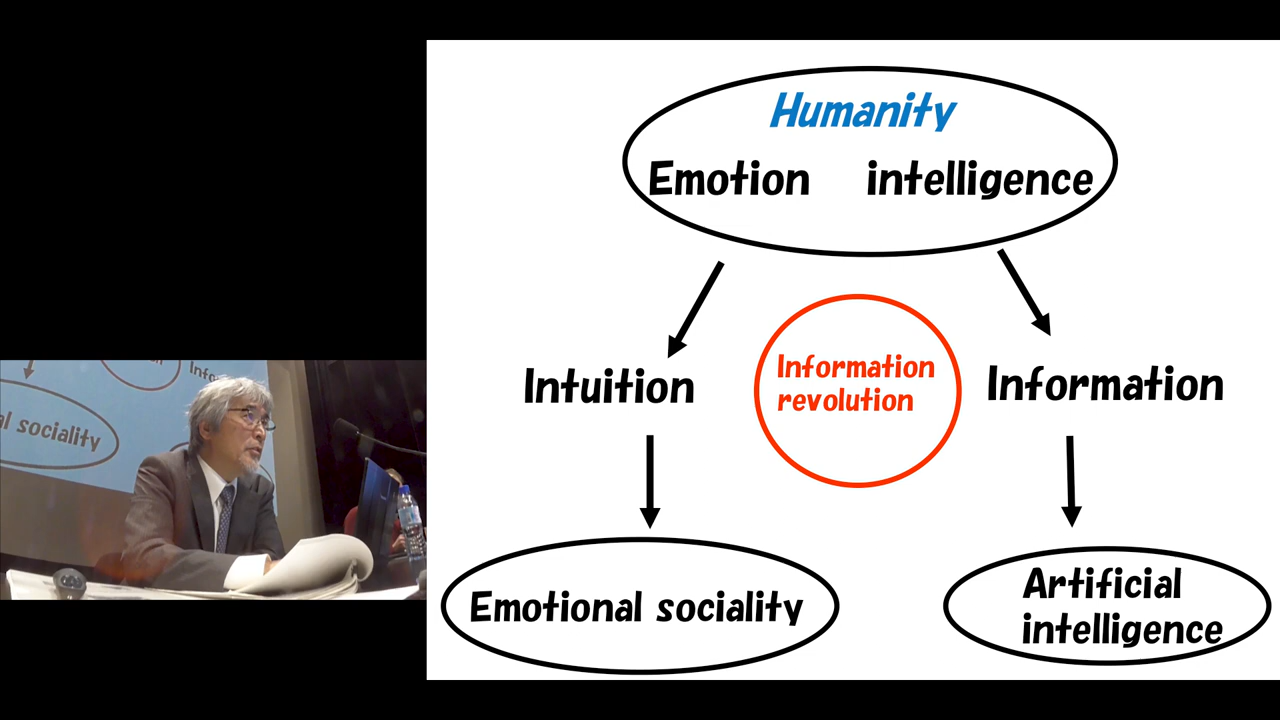 Humanity
Emotion intelligence
Intuition
Information revolution
Information
Emotional sociality
Artificial
intelligence
al sociality